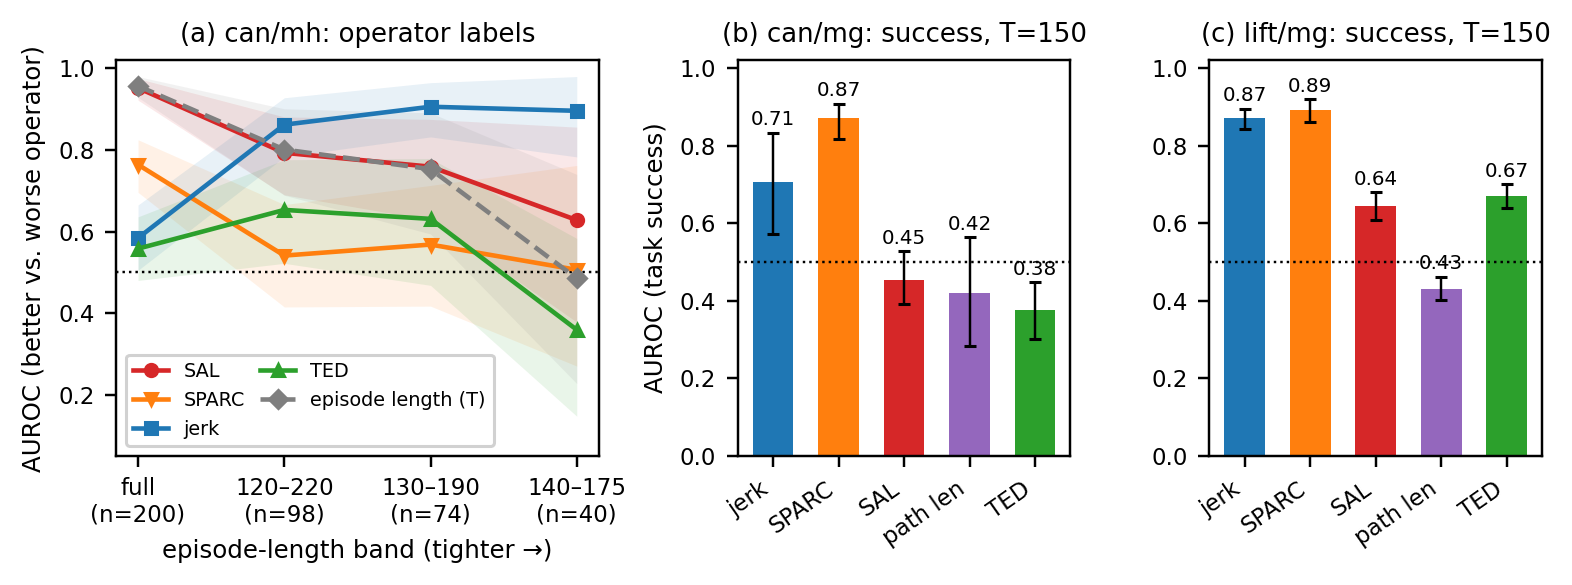 (a) can/mh: operator labels
AUROC (better vs. worse operator)
1.0
0.8
0.6
0.4
0.2
SAL
SPARC
jerk
TED
episode length (T)
full
(n=200)
120–220
(n=98)
130–190
(n=74)
140–175
(n=40)
episode-length band (tighter →)
(b) can/mg: success, T=150
AUROC (task success)
1.0
0.8
0.6
0.4
0.2
0.0
0.71
0.87
0.45
0.42
0.38
jerk
SPARC
SAL
path len
TED
(c) lift/mg: success, T=150
1.0
0.8
0.6
0.4
0.2
0.0
0.87
0.89
0.64
0.43
0.67
jerk
SPARC
SAL
path len
TED